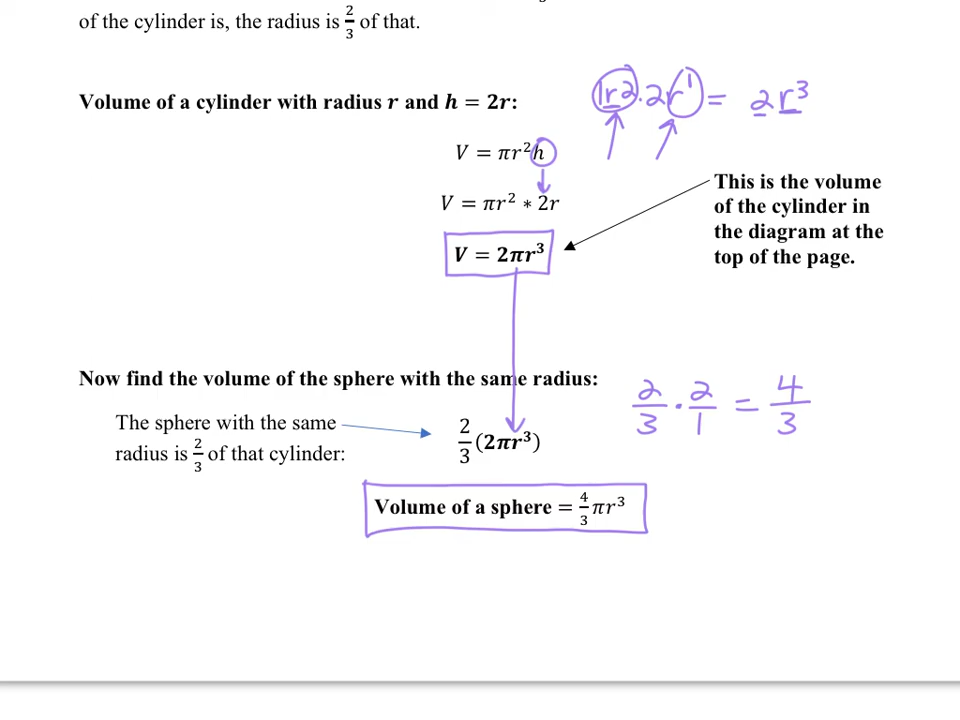 of the cylinder is, the radius is 2/3 of that.
Volume of a cylinder with radius r and h = 2r:
1r2 · 2r¹ = 2r³
V = πr²h
V = πr² * 2r
V = 2πr³
This is the volume
of the cylinder in
the diagram at the
top of the page.
Now find the volume of the sphere with the same radius:
2/3 · 2/1 = 4/3
The sphere with the same
radius is 2/3 of that cylinder:
2/3 (2πr³)
Volume of a sphere = 4/3 πr³